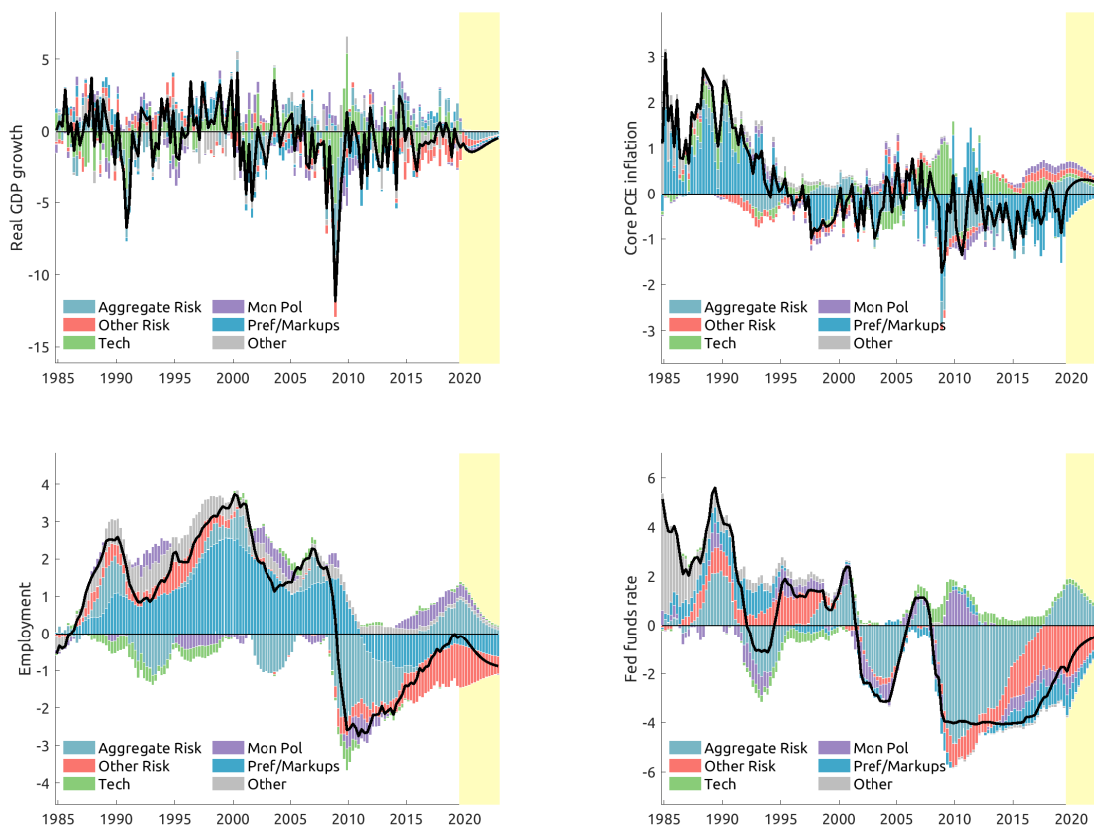 Real GDP growth
5
0
-5
-10
-15
Aggregate Risk
Other Risk
Tech
Mon Pol
Pref/Markups
Other
1985 1990 1995 2000 2005 2010 2015 2020
Core PCE inflation
3
2
1
0
-1
-2
-3
Aggregate Risk
Other Risk
Tech
Mon Pol
Pref/Markups
Other
1985 1990 1995 2000 2005 2010 2015 2020
Employment
4
3
2
1
0
-1
-2
-3
-4
Aggregate Risk
Other Risk
Tech
Mon Pol
Pref/Markups
Other
1985 1990 1995 2000 2005 2010 2015 2020
Fed funds rate
6
4
2
0
-2
-4
-6
Aggregate Risk
Other Risk
Tech
Mon Pol
Pref/Markups
Other
1985 1990 1995 2000 2005 2010 2015 2020